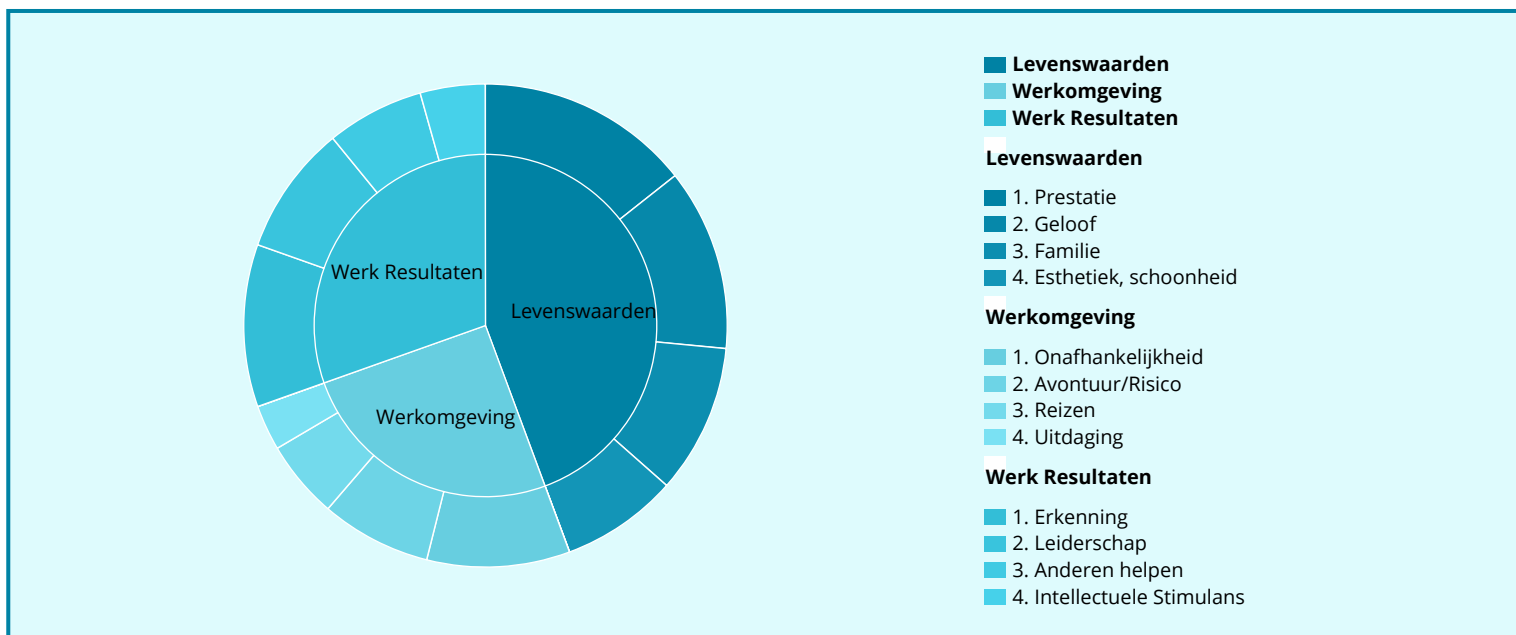 Levenswaarden
Werkomgeving
Werk Resultaten
Levenswaarden
1. Prestatie
2. Geloof
3. Familie
4. Esthetiek, schoonheid
Werkomgeving
1. Onafhankelijkheid
2. Avontuur/Risico
3. Reizen
4. Uitdaging
Werk Resultaten
1. Erkenning
2. Leiderschap
3. Anderen helpen
4. Intellectuele Stimulans
Werk Resultaten
Levenswaarden
Werkomgeving